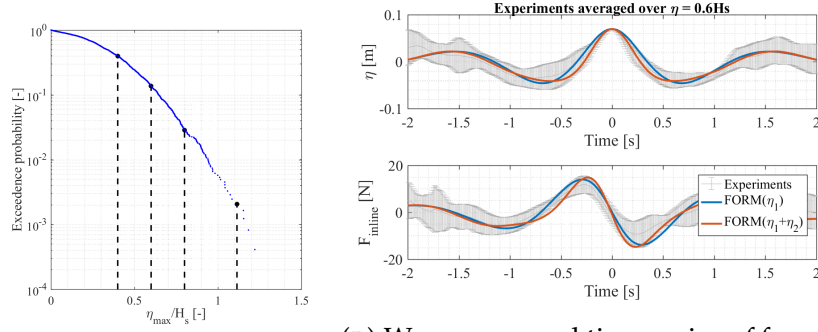 10^0
10^-1
10^-2
10^-3
10^-4
Exceedence probability [-]
0 0.5 1 1.5
η_max/H_s [-]
Experiments averaged over η = 0.6Hs
0.1
0
-0.1
η [m]
-2 -1.5 -1 -0.5 0 0.5 1 1.5 2
Time [s]
20
0
-20
F_inline [N]
Experiments
FORM(η_1)
FORM(η_1+η_2)
-2 -1.5 -1 -0.5 0 0.5 1 1.5 2
Time [s]